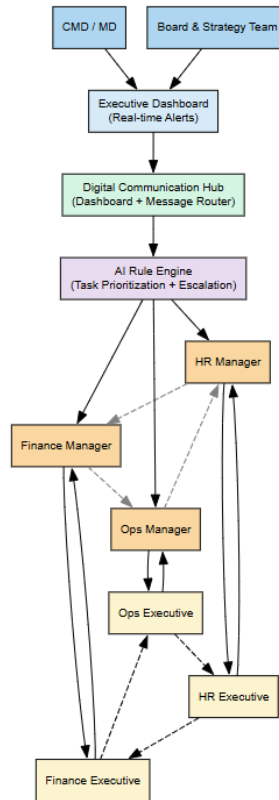 CMD / MD
Board & Strategy Team
Executive Dashboard
(Real-time Alerts)
Digital Communication Hub
(Dashboard + Message Router)
AI Rule Engine
(Task Prioritization + Escalation)
HR Manager
Finance Manager
Ops Manager
Ops Executive
HR Executive
Finance Executive